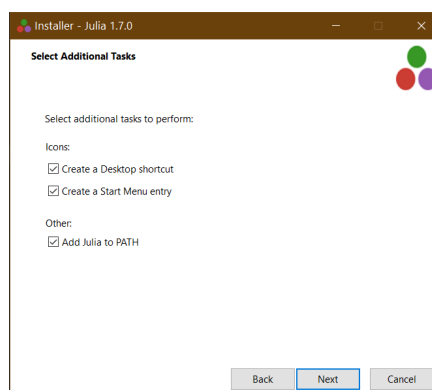 Installer - Julia 1.7.0
Select Additional Tasks
Select additional tasks to perform:
Icons:
Create a Desktop shortcut
Create a Start Menu entry
Other:
Add Julia to PATH
Back Next Cancel